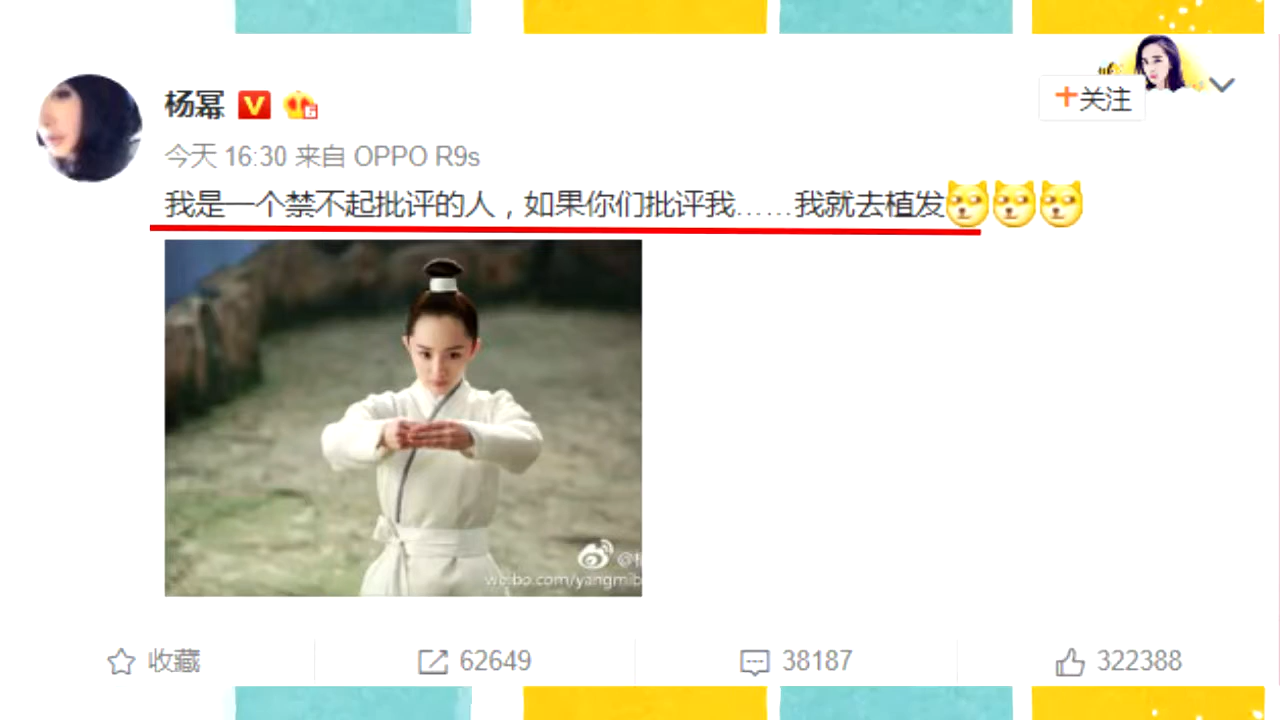 杨幂
+关注
今天 16:30 来自 OPPO R9s
我是一个禁不起批评的人，如果你们批评我……我就去植发
weibo.com/yangmib
收藏
62649
38187
322388